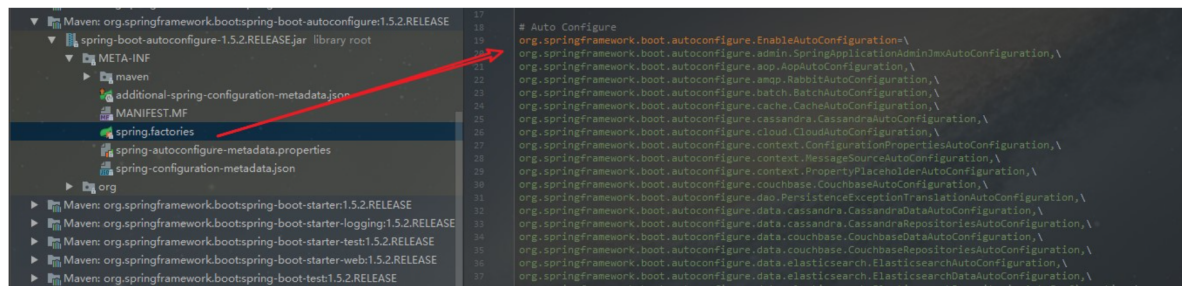 Maven: org.springframework.boot:spring-boot-autoconfigure:1.5.2.RELEASE
spring-boot-autoconfigure-1.5.2.RELEASE.jar library root
META-INF
maven
additional-spring-configuration-metadata.json
MANIFEST.MF
spring.factories
spring-autoconfigure-metadata.properties
spring-configuration-metadata.json
org
Maven: org.springframework.boot:spring-boot-starter:1.5.2.RELEASE
Maven: org.springframework.boot:spring-boot-starter-logging:1.5.2.RELEASE
Maven: org.springframework.boot:spring-boot-starter-test:1.5.2.RELEASE
Maven: org.springframework.boot:spring-boot-starter-web:1.5.2.RELEASE
Maven: org.springframework.boot:spring-boot-test:1.5.2.RELEASE
17
18 # Auto Configure
19 org.springframework.boot.autoconfigure.EnableAutoConfiguration=\
20 org.springframework.boot.autoconfigure.admin.SpringApplicationAdminJmxAutoConfiguration,\
21 org.springframework.boot.autoconfigure.aop.AopAutoConfiguration,\
22 org.springframework.boot.autoconfigure.amqp.RabbitAutoConfiguration,\
23 org.springframework.boot.autoconfigure.batch.BatchAutoConfiguration,\
24 org.springframework.boot.autoconfigure.cache.CacheAutoConfiguration,\
25 org.springframework.boot.autoconfigure.cassandra.CassandraAutoConfiguration,\
26 org.springframework.boot.autoconfigure.cloud.CloudAutoConfiguration,\
27 org.springframework.boot.autoconfigure.context.ConfigurationPropertiesAutoConfiguration,\
28 org.springframework.boot.autoconfigure.context.MessageSourceAutoConfiguration,\
29 org.springframework.boot.autoconfigure.context.PropertyPlaceholderAutoConfiguration,\
30 org.springframework.boot.autoconfigure.couchbase.CouchbaseAutoConfiguration,\
31 org.springframework.boot.autoconfigure.dao.PersistenceExceptionTranslationAutoConfiguration,\
32 org.springframework.boot.autoconfigure.data.cassandra.CassandraDataAutoConfiguration,\
33 org.springframework.boot.autoconfigure.data.cassandra.CassandraRepositoriesAutoConfiguration,\
34 org.springframework.boot.autoconfigure.data.couchbase.CouchbaseDataAutoConfiguration,\
35 org.springframework.boot.autoconfigure.data.couchbase.CouchbaseRepositoriesAutoConfiguration,\
36 org.springframework.boot.autoconfigure.data.elasticsearch.ElasticsearchAutoConfiguration,\
37 org.springframework.boot.autoconfigure.data.elasticsearch.ElasticsearchDataAutoConfiguration,\